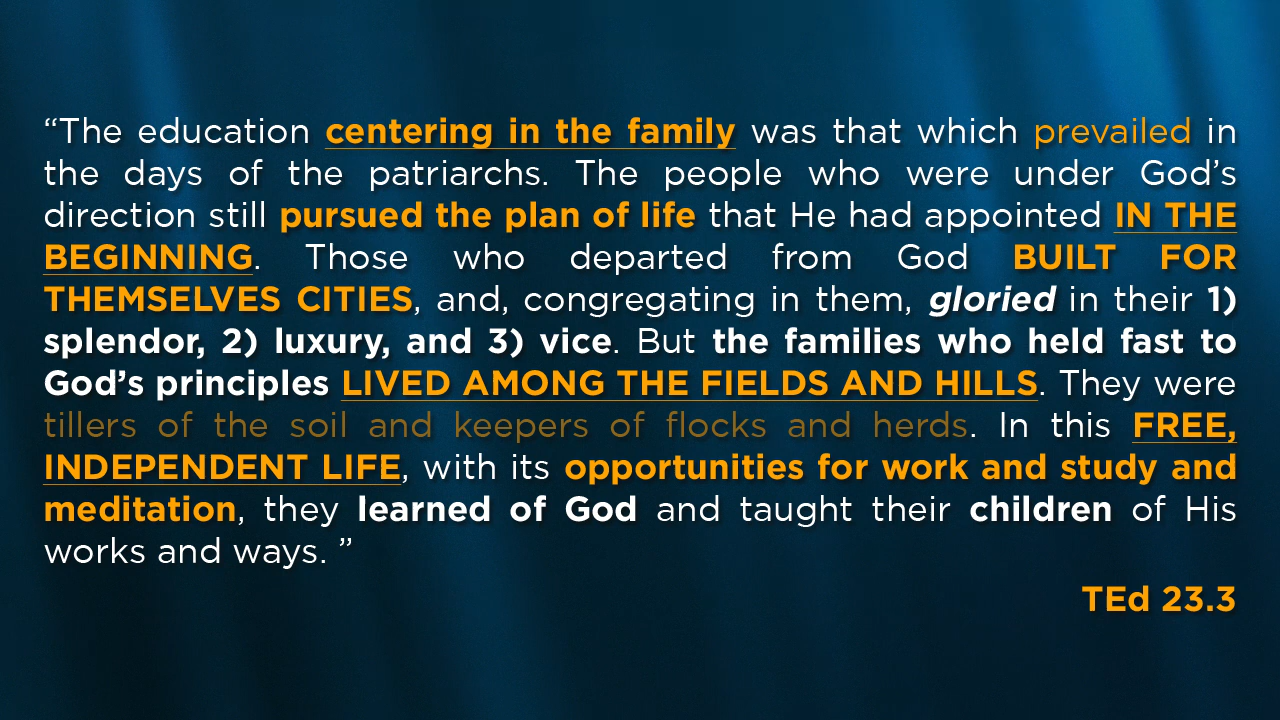 “The education centering in the family was that which prevailed in
the days of the patriarchs. The people who were under God’s
direction still pursued the plan of life that He had appointed IN THE
BEGINNING. Those who departed from God BUILT FOR
THEMSELVES CITIES, and, congregating in them, gloried in their 1)
splendor, 2) luxury, and 3) vice. But the families who held fast to
God’s principles LIVED AMONG THE FIELDS AND HILLS. They were
tillers of the soil and keepers of flocks and herds. In this FREE,
INDEPENDENT LIFE, with its opportunities for work and study and
meditation, they learned of God and taught their children of His
works and ways. ”
TEd 23.3